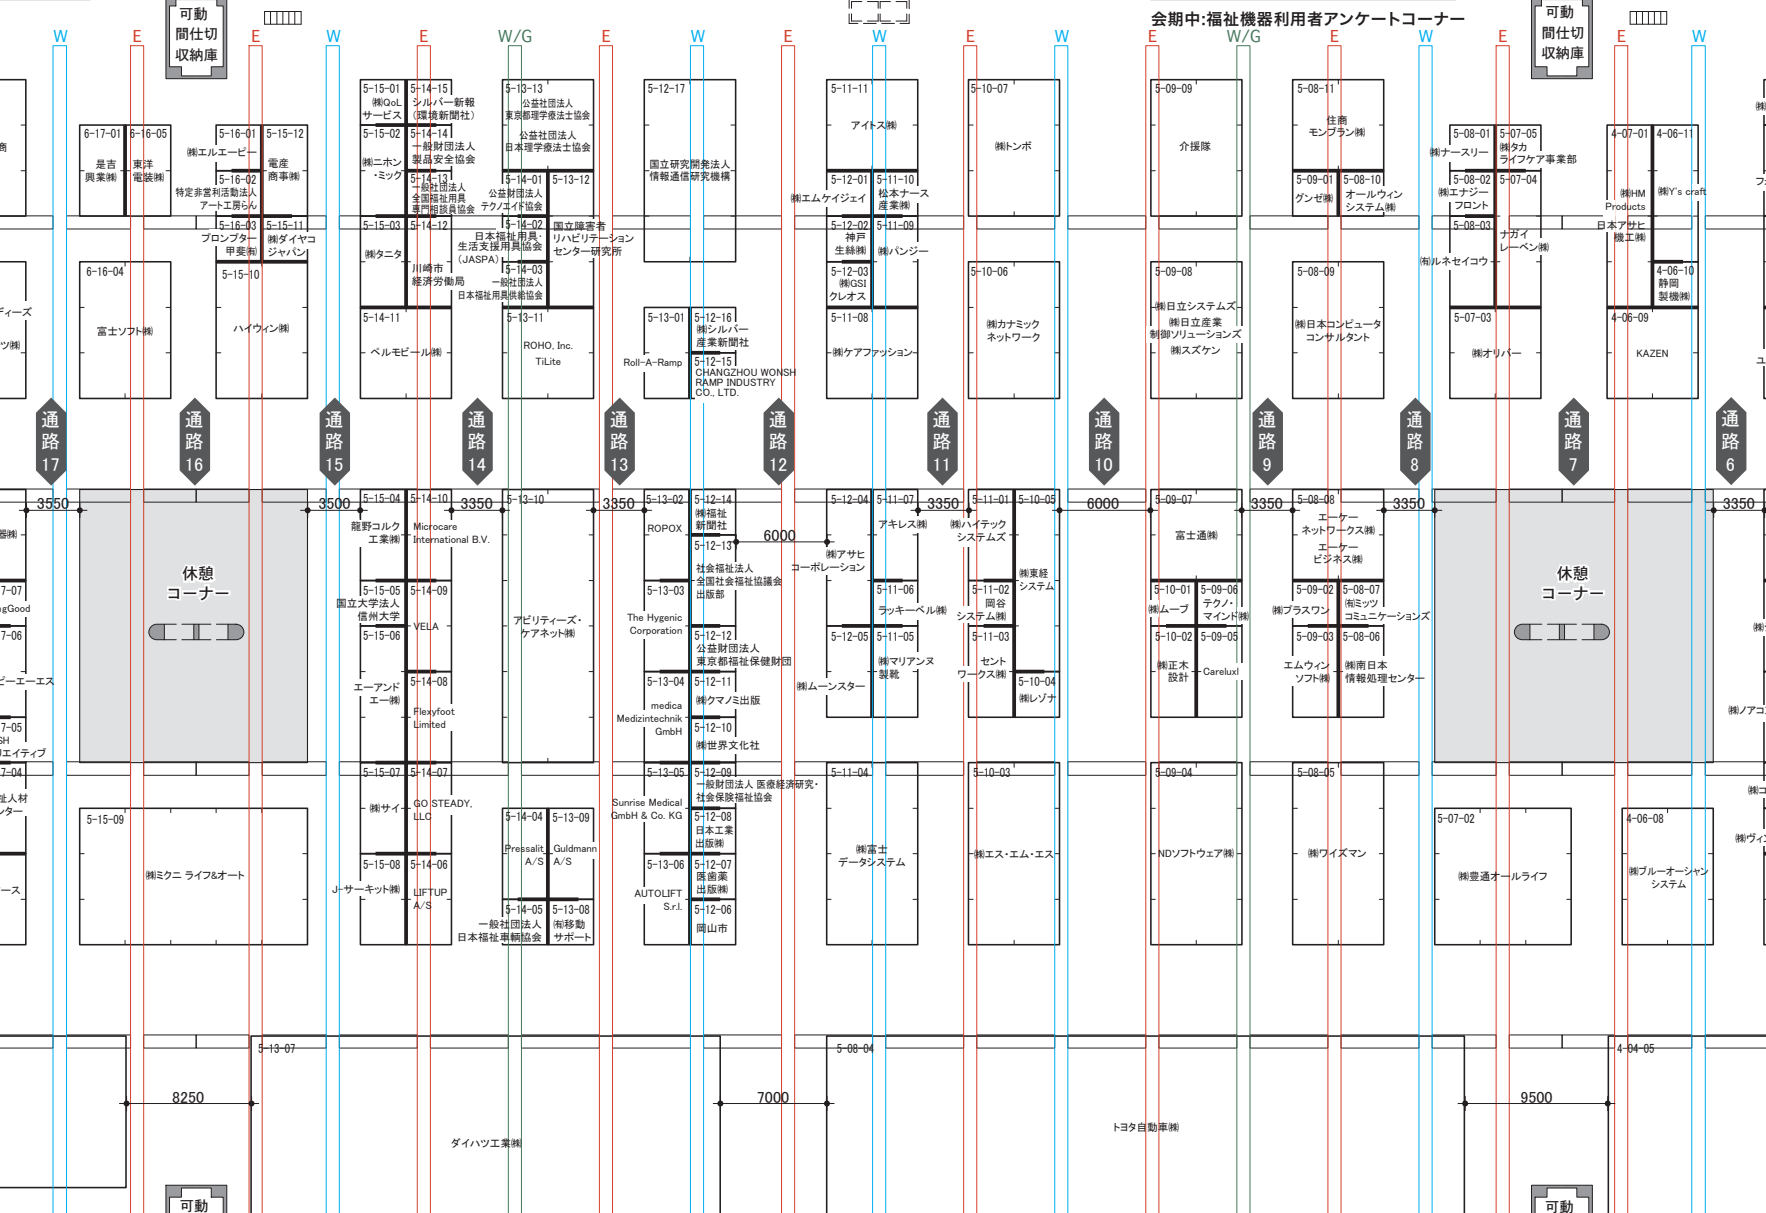 会期中:福祉機器利用者アンケートコーナー
可動
間仕切
収納庫
可動
間仕切
収納庫
W
E
E
W
E
W/G
E
W
E
W
E
W
E
W/G
E
W
E
E
W
6-17-01
是吉
興業㈱
6-16-05
東洋
電装㈱
5-16-01
㈱エルエーピー
5-16-02
特定非営利活動法人
アート工房らん
5-16-03
ブロンプター
甲斐㈲
5-15-12
電産
商事㈱
5-15-11
㈱ダイヤコ
ジャパン
6-16-04
富士ソフト㈱
5-15-10
ハイウィン㈱
5-15-01
㈱QoL
サービス
5-15-02
㈱ニホン
・ミック
5-15-03
㈱タニタ
5-14-15
シルバー新報
(環境新聞社)
5-14-14
一般財団法人
製品安全協会
5-14-13
一般社団法人
全国福祉用具
専門相談員協会
5-14-12
川崎市
経済労働局
5-14-11
ベルモビール㈱
5-13-13
公益社団法人
東京都理学療法士協会
公益社団法人
日本理学療法士協会
5-14-01
公益財団法人
テクノエイド協会
5-14-02
日本福祉用具・
生活支援用具協会
(JASPA)
5-14-03
一般社団法人
日本福祉用具供給協会
5-13-12
国立障害者
リハビリテーション
センター研究所
5-13-11
ROHO, Inc.
TiLite
5-12-17
国立研究開発法人
情報通信研究機構
5-13-01
Roll-A-Ramp
5-12-16
㈱シルバー
産業新聞社
5-12-15
CHANGZHOU WONSH
RAMP INDUSTRY
CO., LTD.
5-11-11
アイトス㈱
5-12-01
㈱エムケイジェイ
5-12-02
神戸
生絲㈱
5-12-03
㈱GSI
クレオス
5-11-10
松本ナース
産業㈱
5-11-09
㈱パンジー
5-11-08
㈱ケアファッション
5-10-07
㈱トンボ
5-10-06
㈱カナミック
ネットワーク
5-09-09
介援隊
5-09-08
㈱日立システムズ
㈱日立産業
制御ソリューションズ
㈱スズケン
5-08-11
住商
モンブラン㈱
5-09-01
グンゼ㈱
5-08-10
オールウィン
システム㈱
5-08-09
㈱日本コンピュータ
コンサルタント
5-08-01
㈱ナースリー
5-08-02
㈱エナジー
フロント
5-08-03
㈲ルネセイコウ
5-07-05
㈱タカ
ライフケア事業部
5-07-04
ナガイ
レーベン㈱
5-07-03
㈱オリバー
4-07-01
㈱HM
Products
日本アサヒ
機工㈱
4-06-11
㈱Y's craft
4-06-10
静岡
製機㈱
4-06-09
KAZEN
通路17
通路16
通路15
通路14
通路13
通路12
通路11
通路10
通路9
通路8
通路7
通路6
3550
3500
3350
3350
6000
3350
6000
3350
3350
3350
休憩
コーナー
5-15-04
龍野コルク
工業㈱
5-15-05
国立大学法人
信州大学
5-15-06
エーアンド
エー㈱
5-15-07
㈱サイ
5-15-08
J-サーキット㈱
5-14-10
Microcare
International B.V.
5-14-09
VELA
5-14-08
Flexyfoot
Limited
5-14-07
GO STEADY,
LLC
5-14-06
LIFTUP
A/S
5-13-10
アビリティーズ・
ケアネット㈱
5-14-04
Pressalit
A/S
5-13-09
Guldmann
A/S
5-14-05
一般社団法人
日本福祉車輌協会
5-13-08
㈲移動
サポート
5-13-02
ROPOX
5-13-03
The Hygenic
Corporation
5-13-04
medica
Medizintechnik
GmbH
5-13-05
Sunrise Medical
GmbH & Co. KG
5-13-06
AUTOLIFT
S.r.l.
5-12-14
㈱福祉
新聞社
5-12-13
社会福祉法人
全国社会福祉協議会
出版部
5-12-12
公益財団法人
東京都福祉保健財団
5-12-11
㈱クマノミ出版
5-12-10
㈱世界文化社
5-12-09
一般財団法人 医療経済研究・
社会保険福祉協会
5-12-08
日本工業
出版㈱
5-12-07
医歯薬
出版㈱
5-12-06
岡山市
5-12-04
㈱アサヒ
コーポレーション
5-12-05
㈱ムーンスター
5-11-07
アキレス㈱
5-11-06
ラッキーベル㈱
5-11-05
㈱マリアンヌ
製靴
5-11-04
㈱富士
データシステム
5-11-01
㈱ハイテック
システムズ
5-11-02
岡谷
システム㈱
5-11-03
セント
ワークス㈱
5-10-05
㈱東経
システム
5-10-04
㈱レゾナ
5-10-03
㈱エス・エム・エス
5-09-07
富士通㈱
5-10-01
㈱ムーブ
5-10-02
㈱正木
設計
5-09-06
テクノ・
マインド㈱
5-09-05
Careluxl
5-09-04
NDソフトウェア㈱
5-08-08
エーケー
ネットワークス㈱
エーケー
ビジネス㈱
5-09-02
㈱プラスワン
5-09-03
エムウィン
ソフト㈱
5-08-07
㈲ミッツ
コミュニケーションズ
5-08-06
㈱南日本
情報処理センター
5-08-05
㈱ワイズマン
休憩
コーナー
5-15-09
㈱ミクニ ライフ&オート
5-07-02
㈱豊通オールライフ
4-06-08
㈱ブルーオーシャン
システム
5-13-07
ダイハツ工業㈱
5-08-04
トヨタ自動車㈱
4-04-05
8250
7000
9500
可動
可動